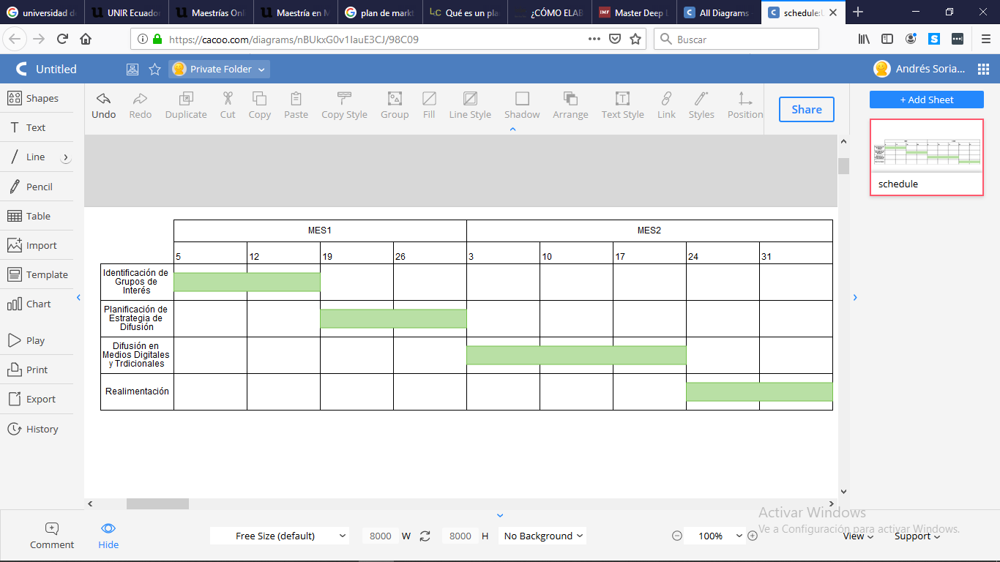 universidad de
UNIR Ecuador
Maestrías Onl
Maestría en M
plan de markt
LC Qué es un pla
¿CÓMO ELAB
IMF Master Deep L
All Diagrams
schedule:U
https://cacoo.com/diagrams/nBUkxG0v1IauE3CJ/98C09
Buscar
Untitled
Private Folder
Andrés Soria...
Shapes
Text
Line
Pencil
Table
Import
Template
Chart
Play
Print
Export
History
Undo
Redo
Duplicate
Cut
Copy
Paste
Copy Style
Group
Fill
Line Style
Shadow
Arrange
Text Style
Link
Styles
Position
Share
+ Add Sheet
schedule
MES1 MES2
5 12 19 26 3 10 17 24 31
Identificación de
Grupos de
Interés
Planificación de
Estrategia de
Difusión
Difusión en
Medios Digitales
y Trdicionales
Realimentación
Activar Windows
Ve a Configuración para activar Windows.
Comment
Hide
Free Size (default)
8000 W
8000 H
No Background
100%
View
Support